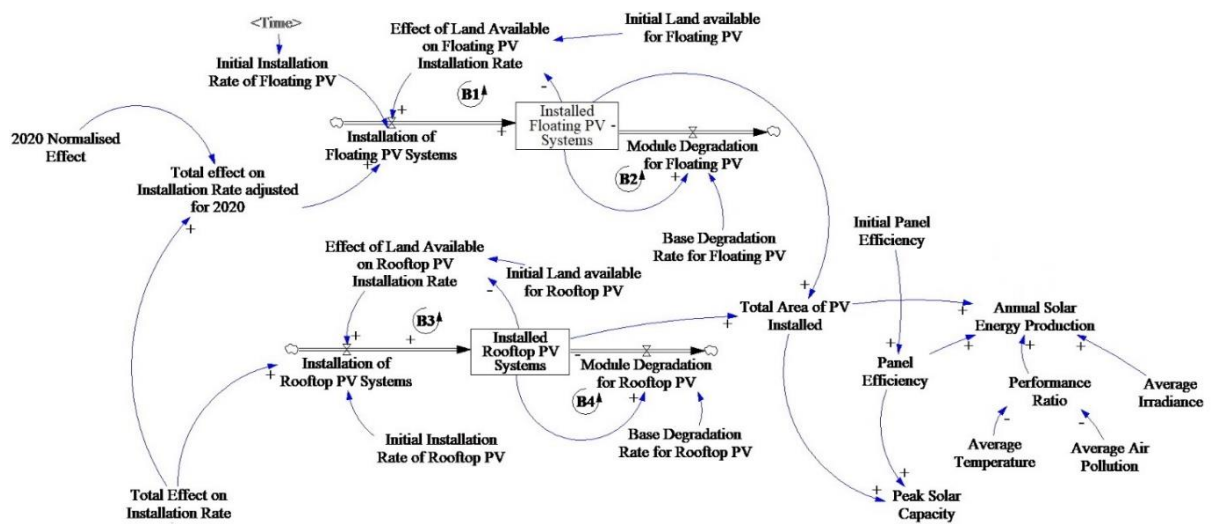 <Time>
Initial Installation
Rate of Floating PV
Effect of Land Available
on Floating PV
Installation Rate
Initial Land available
for Floating PV
2020 Normalised
Effect
Total effect on
Installation Rate adjusted
for 2020
+
+
+
+
B1
Installation of
Floating PV Systems
+
-
Installed
Floating PV
Systems
-
Module Degradation
for Floating PV
+
B2
Base Degradation
Rate for Floating PV
Effect of Land Available
on Rooftop PV
Installation Rate
Initial Land available
for Rooftop PV
-
+
B3
+
Installation of
Rooftop PV Systems
+
Installed
Rooftop PV
Systems
-
Module Degradation
for Rooftop PV
+
B4
Initial Installation
Rate of Rooftop PV
Base Degradation
Rate for Rooftop PV
Total Effect on
Installation Rate
+
+
Total Area of PV
Installed
Initial Panel
Efficiency
+
Panel
Efficiency
+
+
+
+
Annual Solar
Energy Production
Performance
Ratio
-
-
Average
Irradiance
Average
Temperature
Average Air
Pollution
+
+
Peak Solar
Capacity